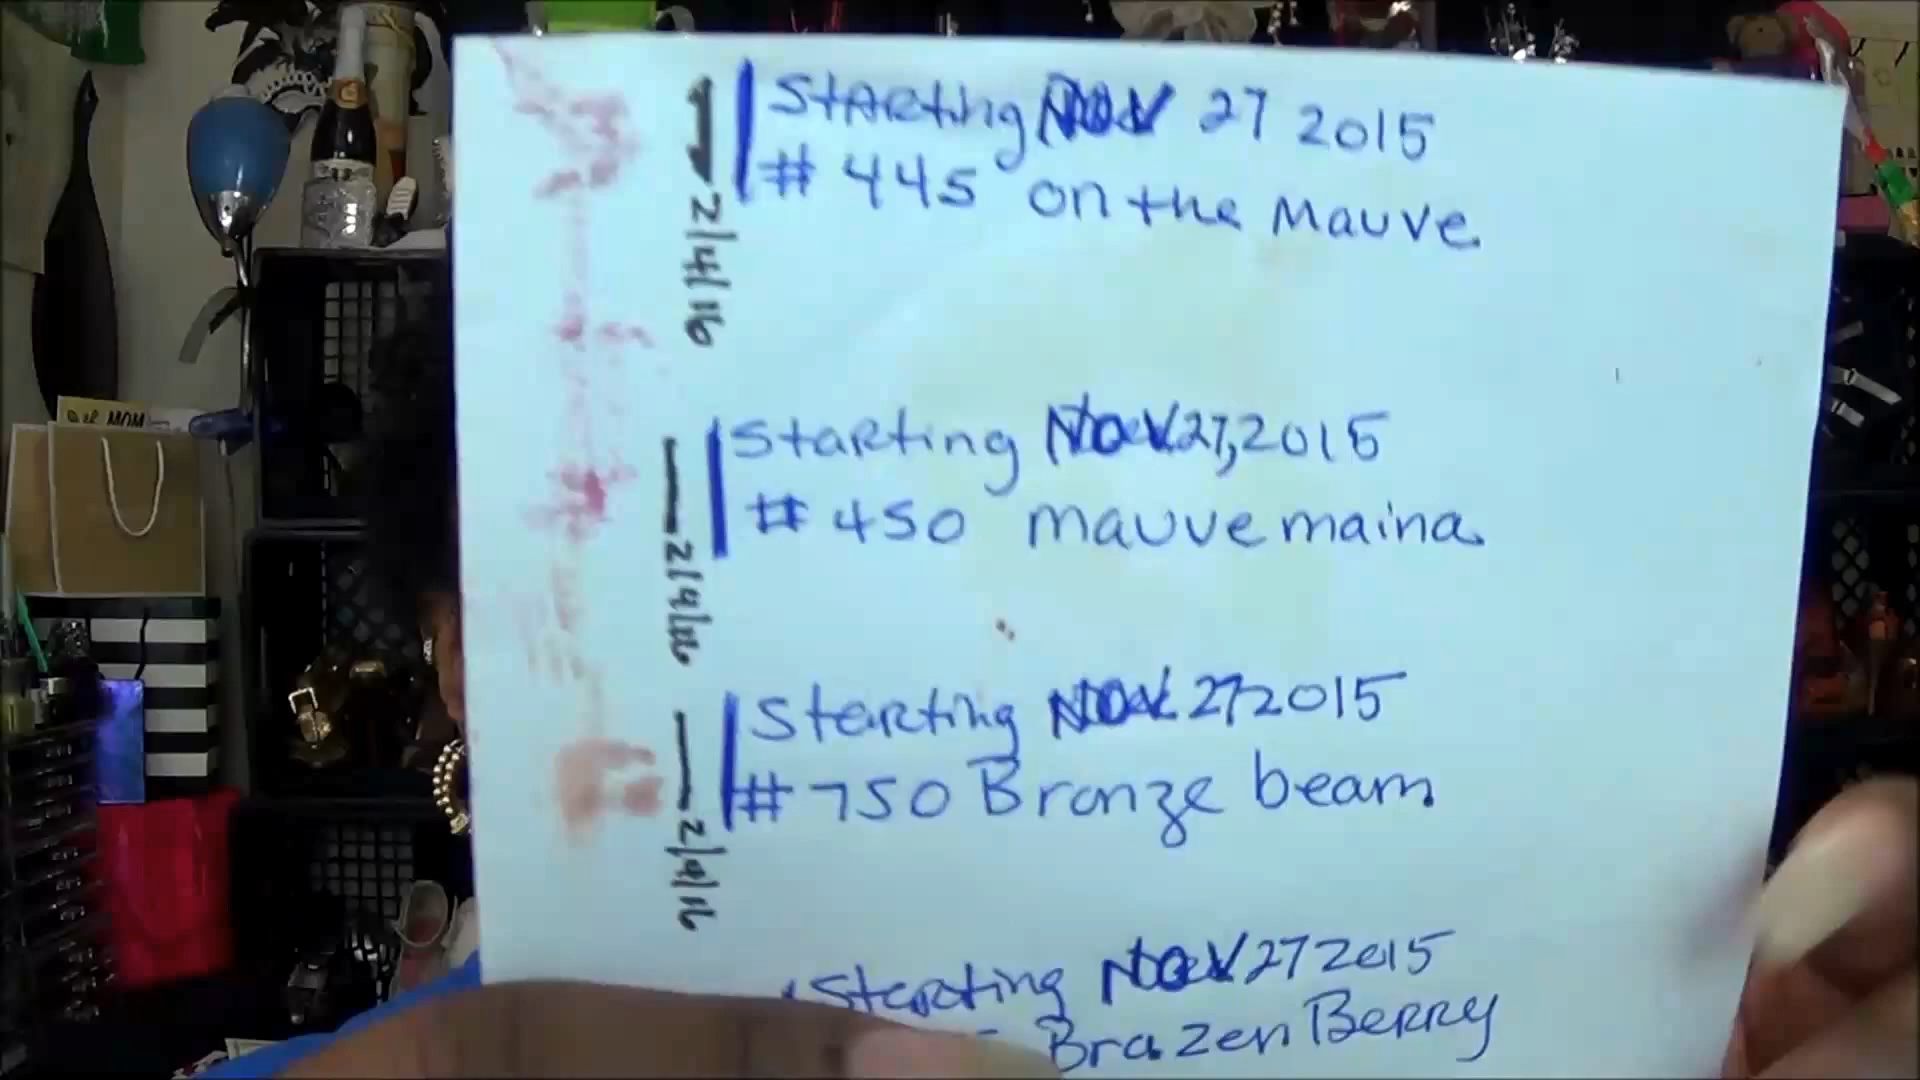 Starting Nov 27 2015
# 445 on the Mauve
2/4/16
Starting Nov 27, 2015
# 450 mauve maina
2/4/16
Starting Nov 27 2015
# 750 Bronze beam
2/4/16
Starting Nov 27 2015
Brazen Berry
MOM